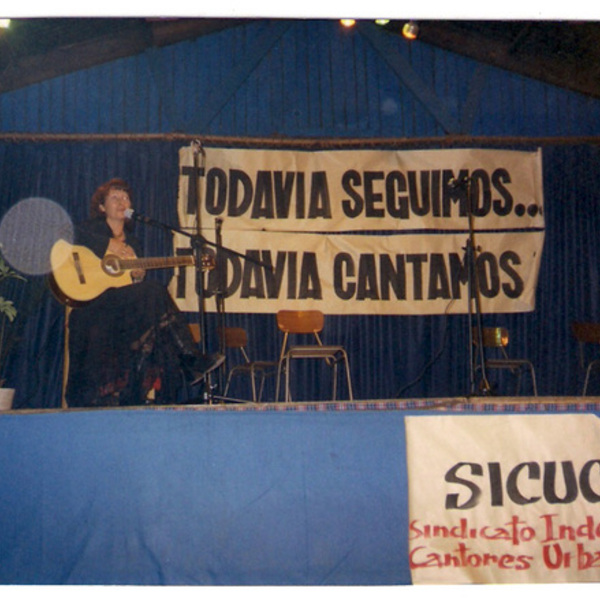 TODAVIA SEGUIMOS...
TODAVIA CANTAMOS
SICUC
Sindicato Inde
Cantores Urba